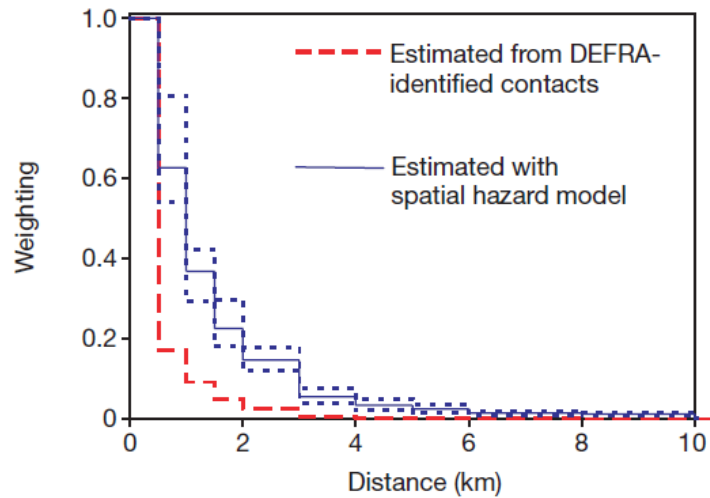 1.0
Estimated from DEFRA-
identified contacts
0.8
Estimated with
spatial hazard model
0.6
Weighting
0.4
0.2
0
0 2 4 6 8 10
Distance (km)